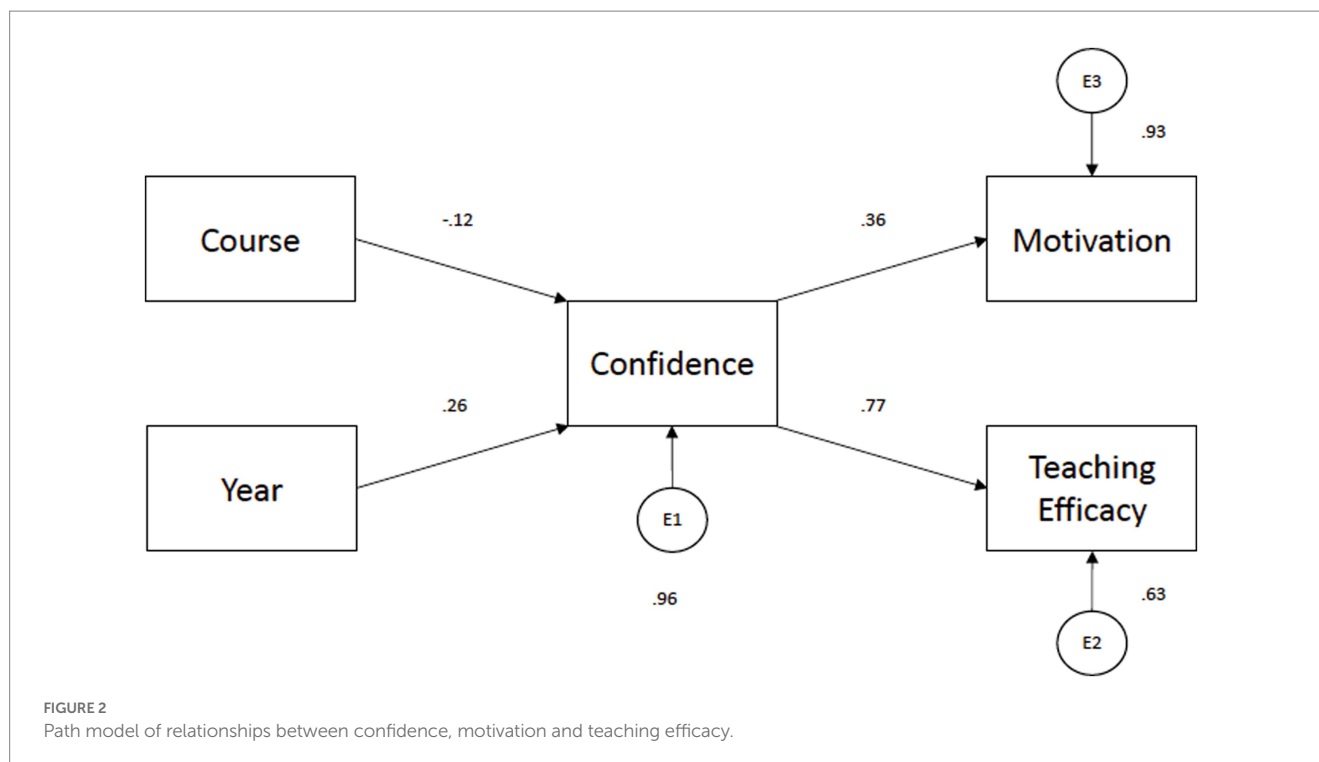 E3
.93
Course
-.12
.36
Motivation
Confidence
Year
.26
.77
Teaching
Efficacy
E1
.96
.63
E2
FIGURE 2
Path model of relationships between confidence, motivation and teaching efficacy.